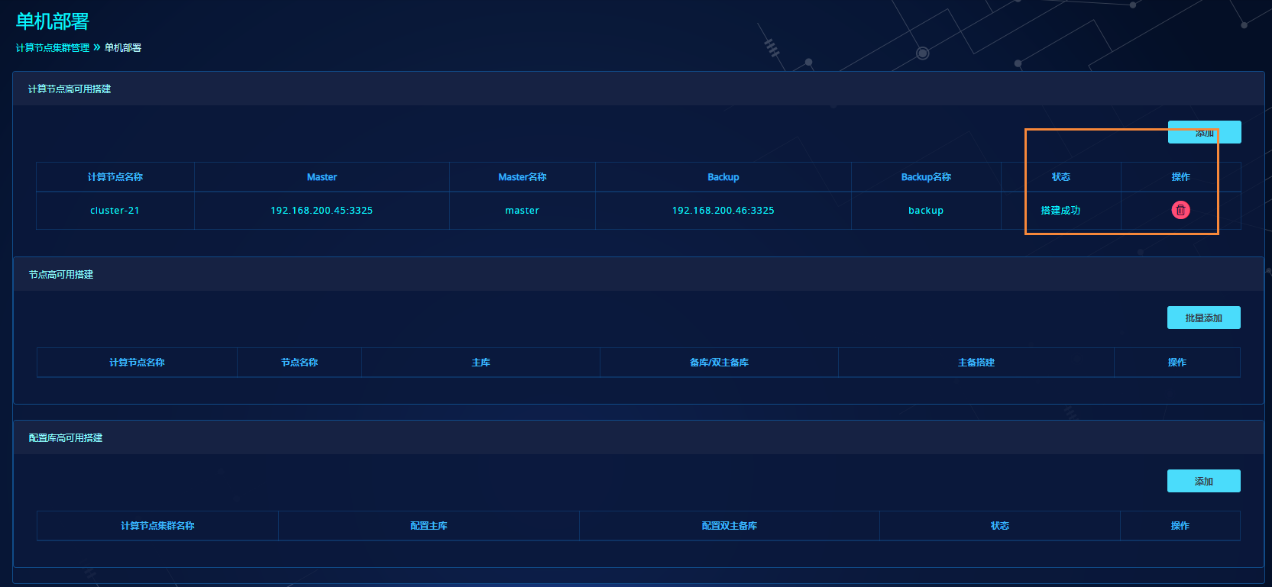 单机部署
计算节点集群管理 » 单机部署
计算节点高可用搭建
添加
计算节点名称 Master Master名称 Backup Backup名称 状态 操作
cluster-21 192.168.200.45:3325 master 192.168.200.46:3325 backup 搭建成功
节点高可用搭建
批量添加
计算节点名称 节点名称 主库 备库/双主备库 主备搭建 操作
配置库高可用搭建
添加
计算节点集群名称 配置主库 配置双主备库 状态 操作